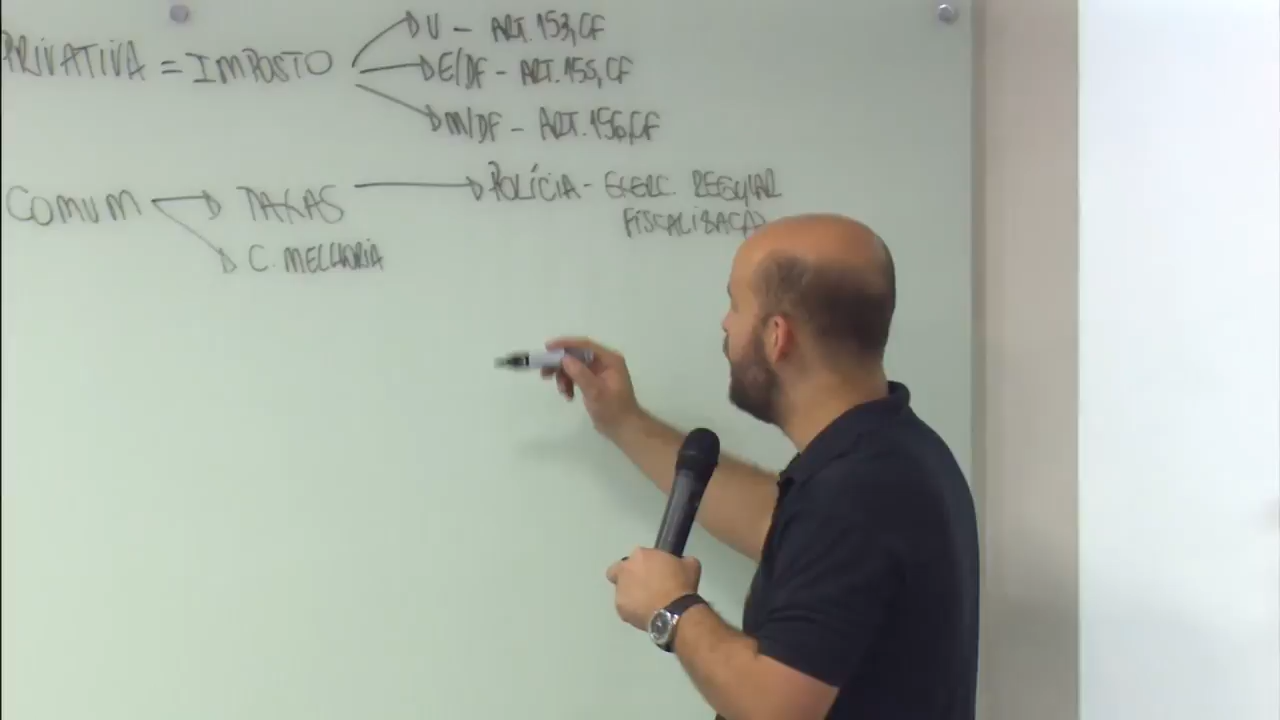 PRIVATIVA = IMPOSTO
U - ART. 153, CF
E/DF - ART. 155, CF
M/DF - ART. 156, CF
COMUM
TAXAS
POLÍCIA - EXERC. REGULAR
FISCALIZAÇÃO
C. MELHORIA